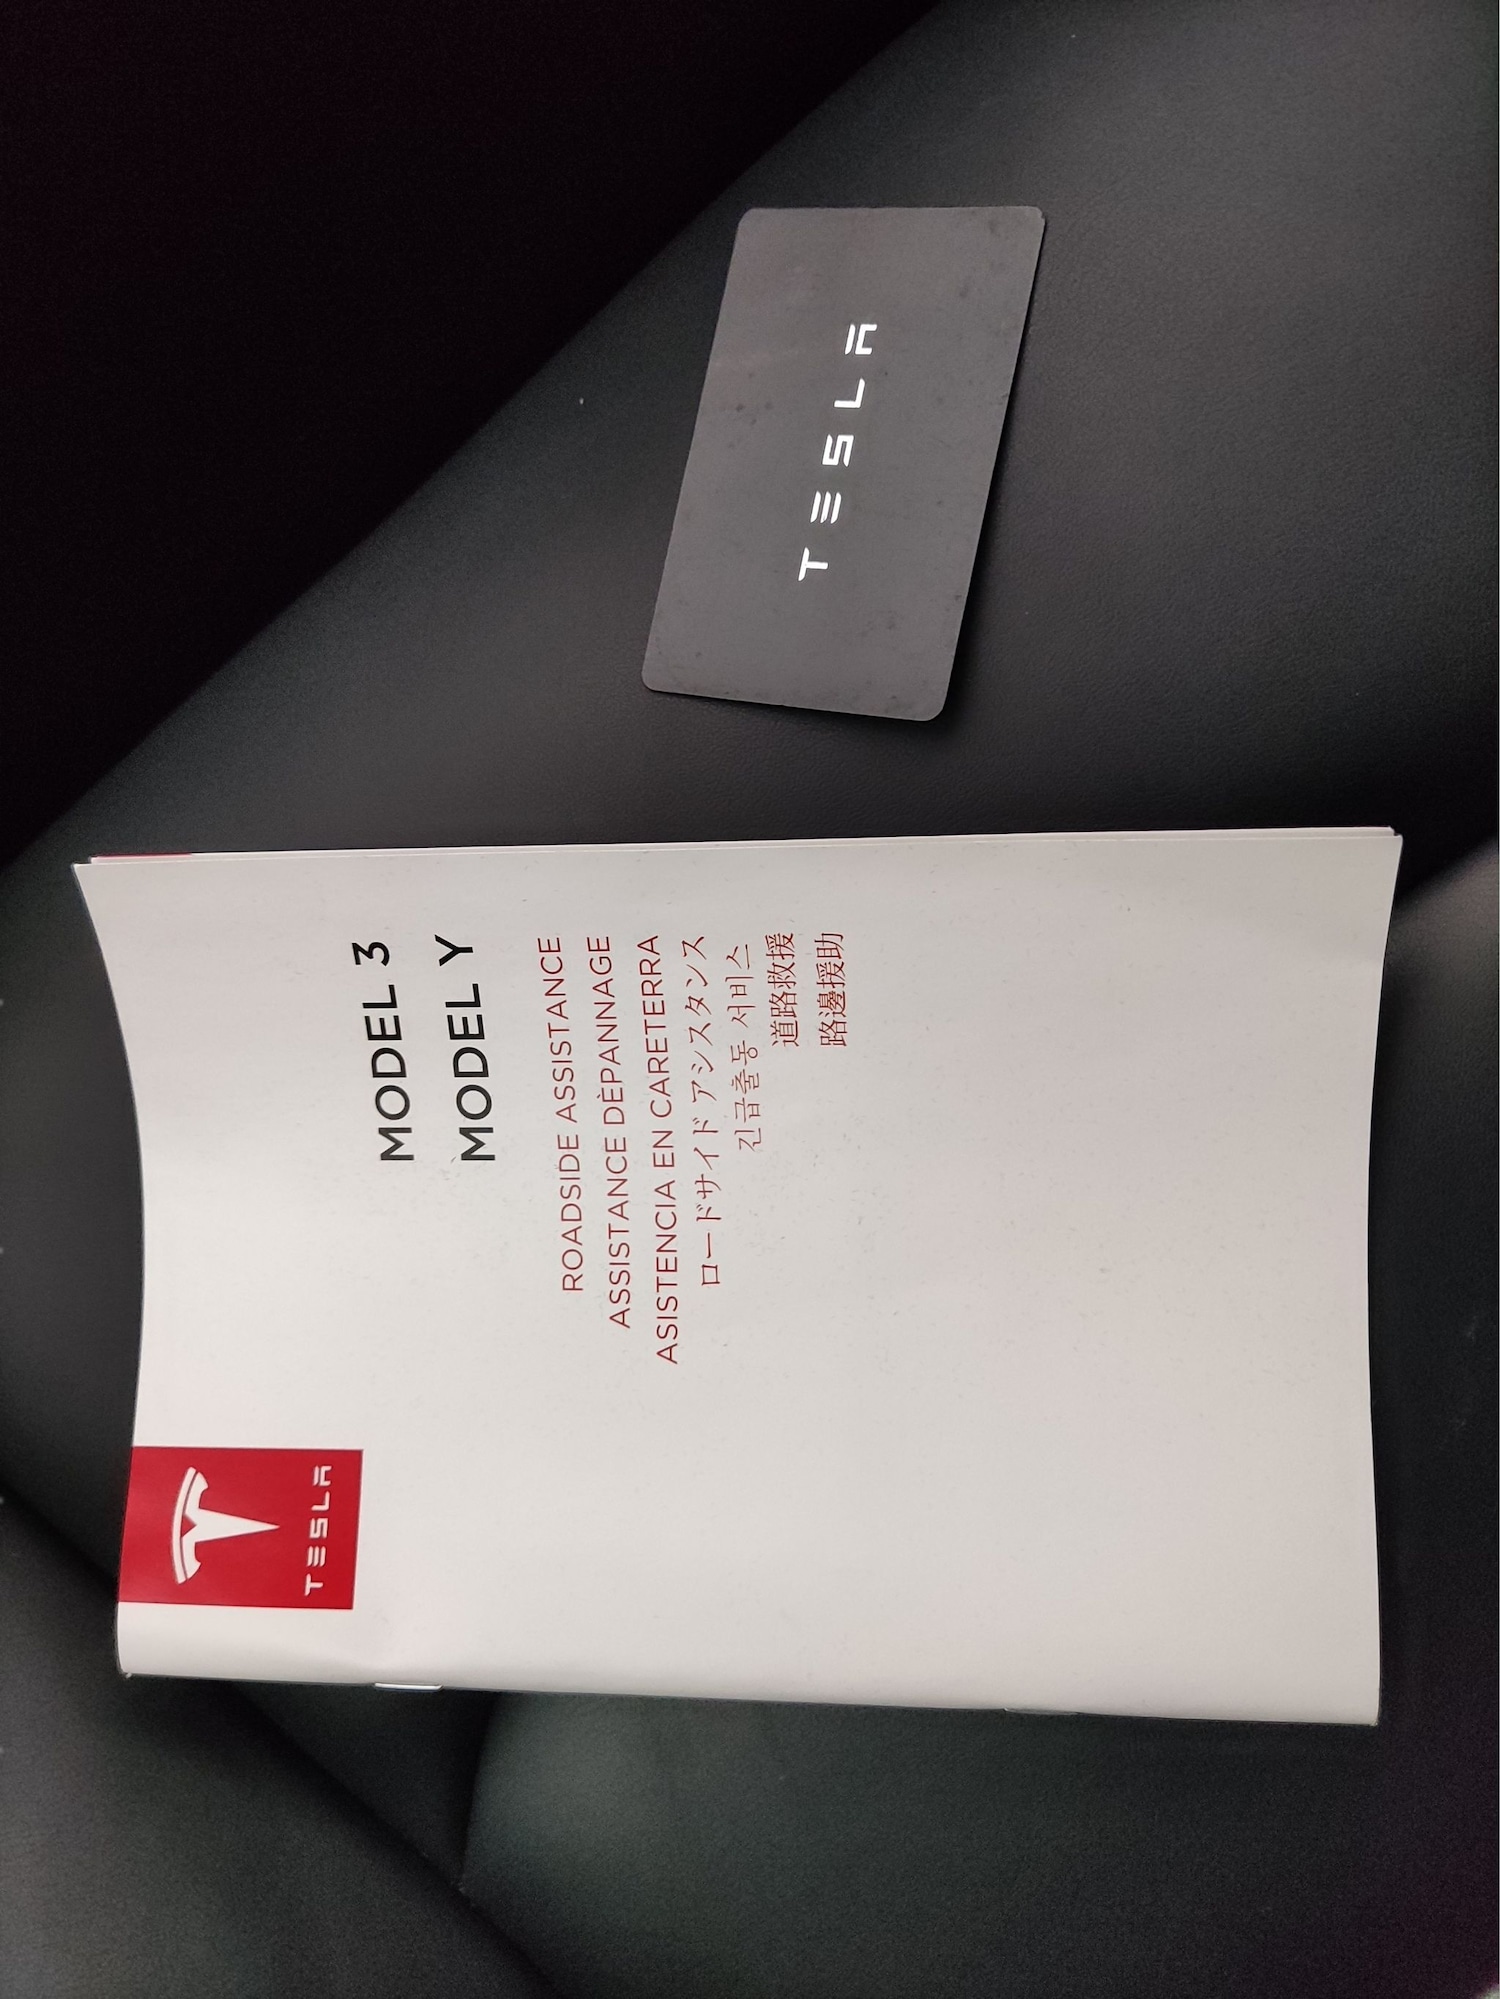 TESLA
TESLA
MODEL 3
MODEL Y
ROADSIDE ASSISTANCE
ASSISTANCE DÈPANNAGE
ASISTENCIA EN CARETERRA
ロードサイド アシスタンス
긴급출동 서비스
道路救援
路邊援助